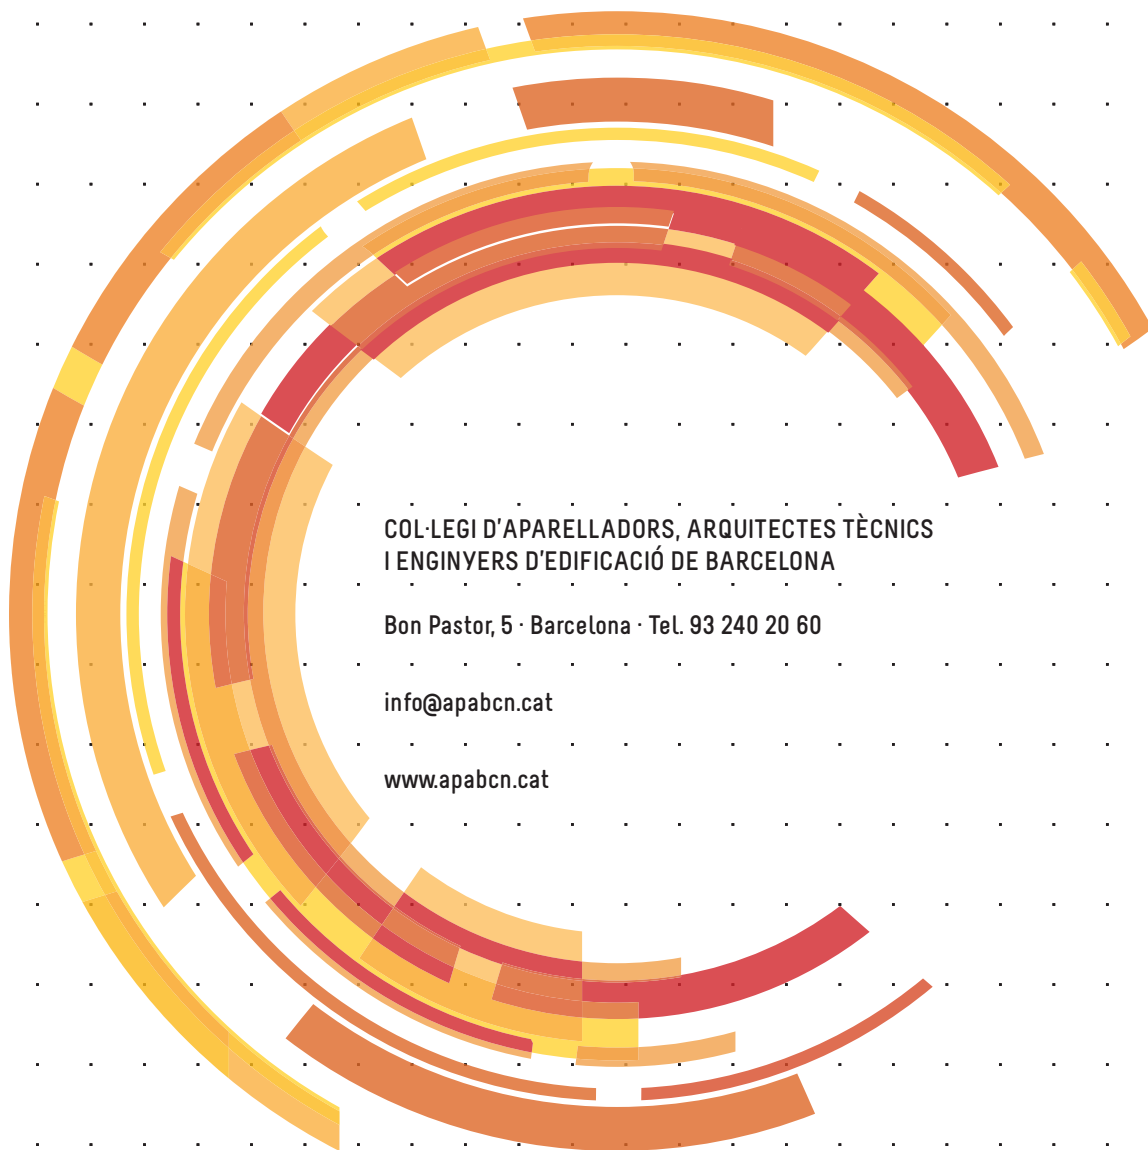 COL·LEGI D'APARELLADORS, ARQUITECTES TÈCNICS
I ENGINYERS D'EDIFICACIÓ DE BARCELONA
Bon Pastor, 5 · Barcelona · Tel. 93 240 20 60
info@apabcn.cat
www.apabcn.cat